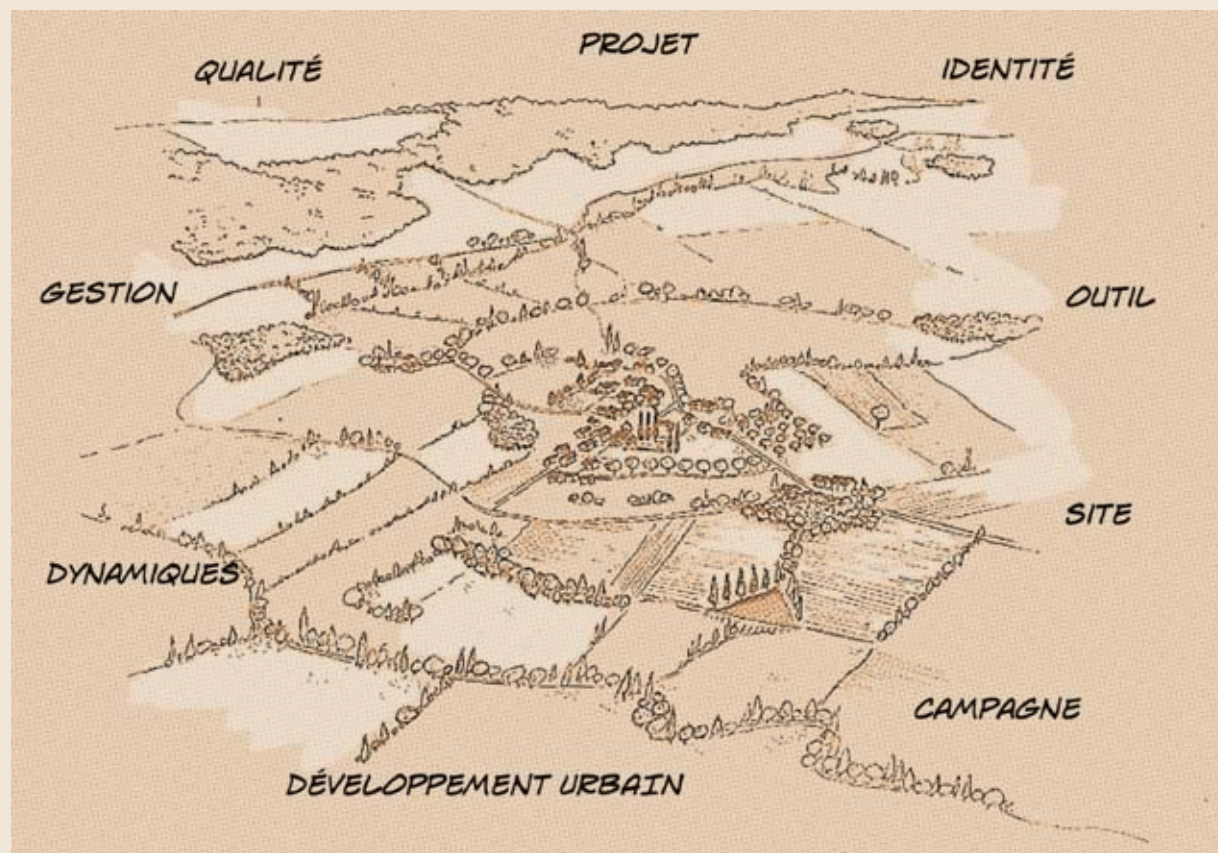 PROJET
QUALITÉ
IDENTITÉ
GESTION
OUTIL
SITE
DYNAMIQUES
CAMPAGNE
DÉVELOPPEMENT URBAIN